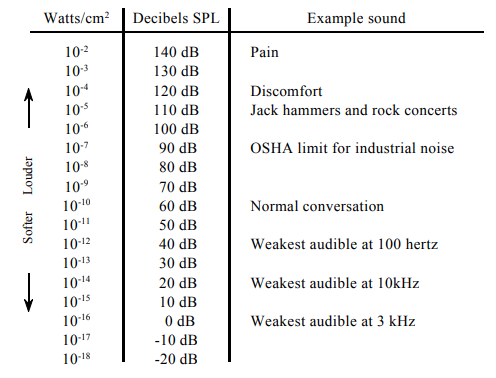 Watts/cm² Decibels SPL Example sound
10⁻² 140 dB Pain
10⁻³ 130 dB
10⁻⁴ 120 dB Discomfort
10⁻⁵ 110 dB Jack hammers and rock concerts
10⁻⁶ 100 dB
10⁻⁷ 90 dB OSHA limit for industrial noise
10⁻⁸ 80 dB
10⁻⁹ 70 dB
10⁻¹⁰ 60 dB Normal conversation
10⁻¹¹ 50 dB
10⁻¹² 40 dB Weakest audible at 100 hertz
10⁻¹³ 30 dB
10⁻¹⁴ 20 dB Weakest audible at 10kHz
10⁻¹⁵ 10 dB
10⁻¹⁶ 0 dB Weakest audible at 3 kHz
10⁻¹⁷ -10 dB
10⁻¹⁸ -20 dB
Softer Louder